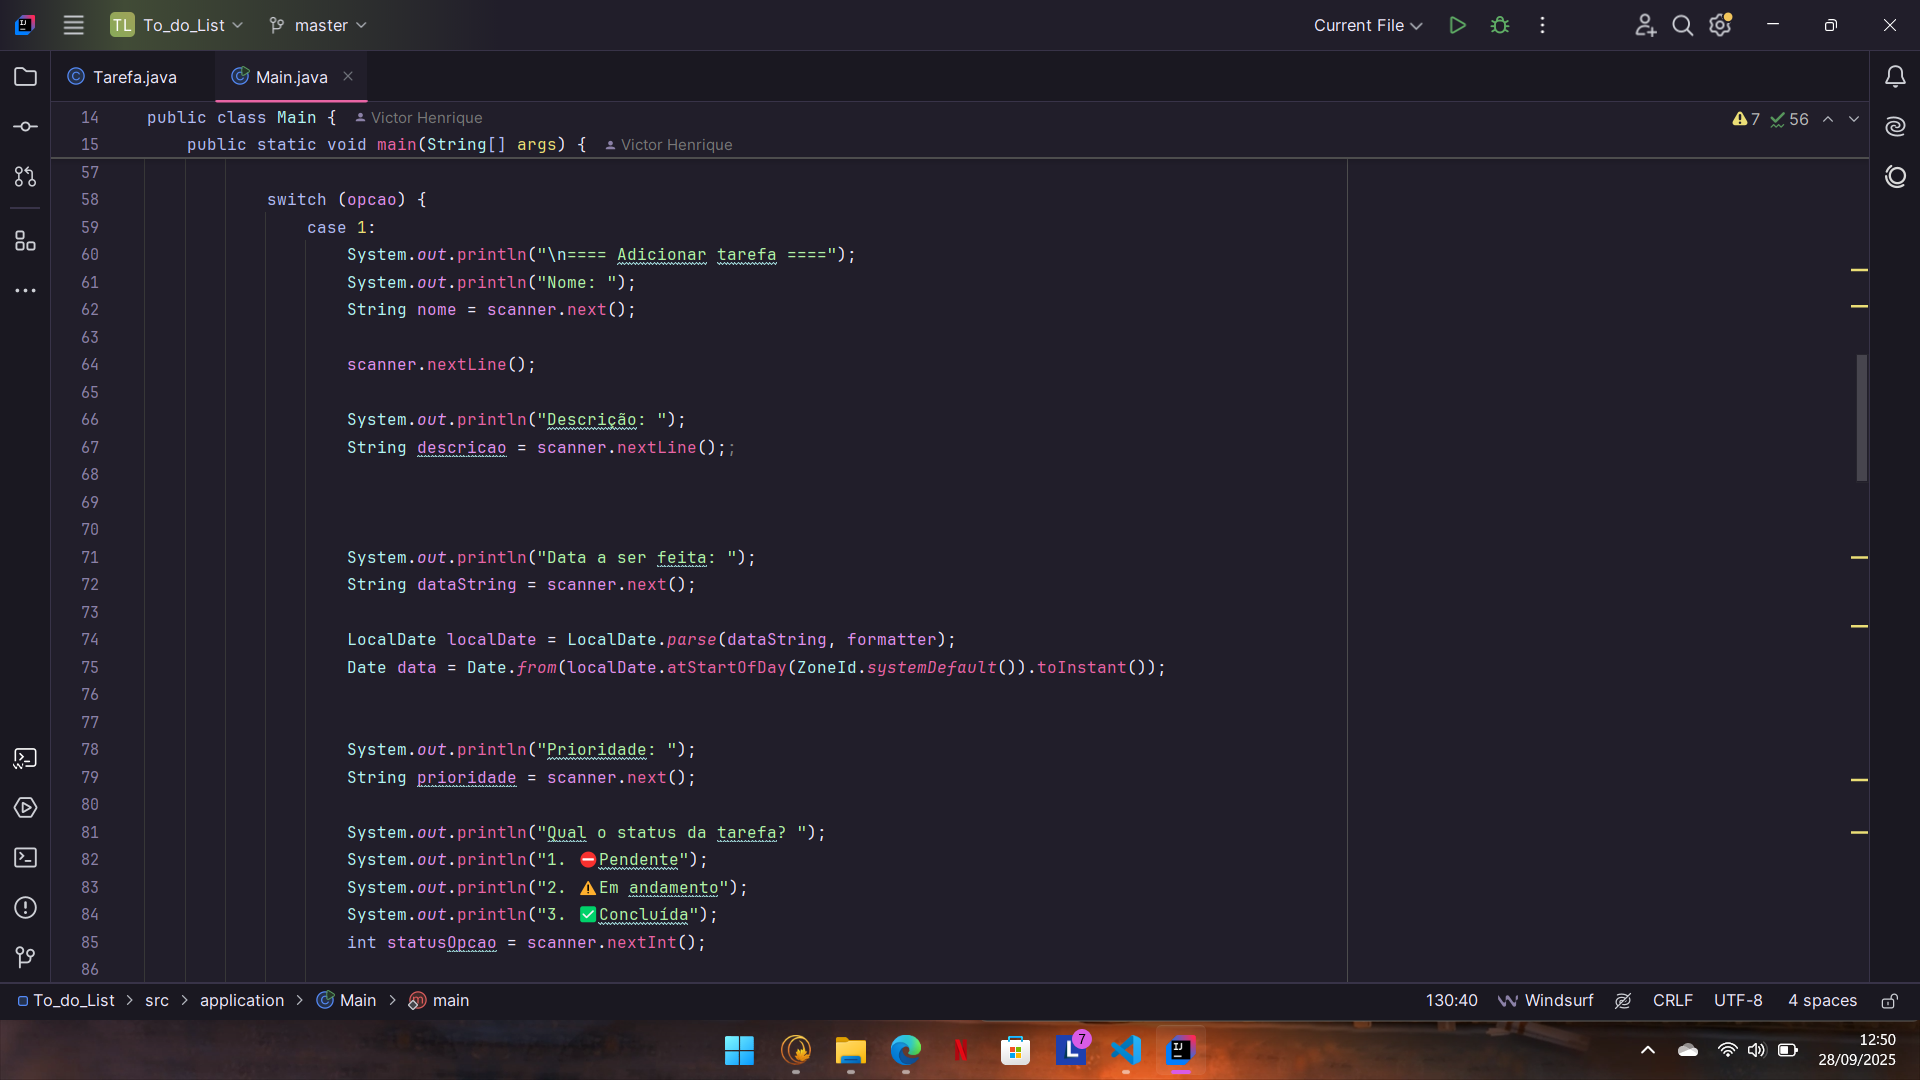 TL To_do_List master Current File
Tarefa.java Main.java
14 public class Main { Victor Henrique 7 56
15 public static void main(String[] args) { Victor Henrique
57
58 switch (opcao) {
59 case 1:
60 System.out.println("\n==== Adicionar tarefa ====");
61 System.out.println("Nome: ");
62 String nome = scanner.next();
63
64 scanner.nextLine();
65
66 System.out.println("Descrição: ");
67 String descricao = scanner.nextLine();;
68
69
70
71 System.out.println("Data a ser feita: ");
72 String dataString = scanner.next();
73
74 LocalDate localDate = LocalDate.parse(dataString, formatter);
75 Date data = Date.from(localDate.atStartOfDay(ZoneId.systemDefault()).toInstant());
76
77
78 System.out.println("Prioridade: ");
79 String prioridade = scanner.next();
80
81 System.out.println("Qual o status da tarefa? ");
82 System.out.println("1. ⛔Pendente");
83 System.out.println("2. ⚠️Em andamento");
84 System.out.println("3. ✅Concluída");
85 int statusOpcao = scanner.nextInt();
86
To_do_List > src > application > Main > main 130:40 Windsurf CRLF UTF-8 4 spaces
7
12:50
28/09/2025